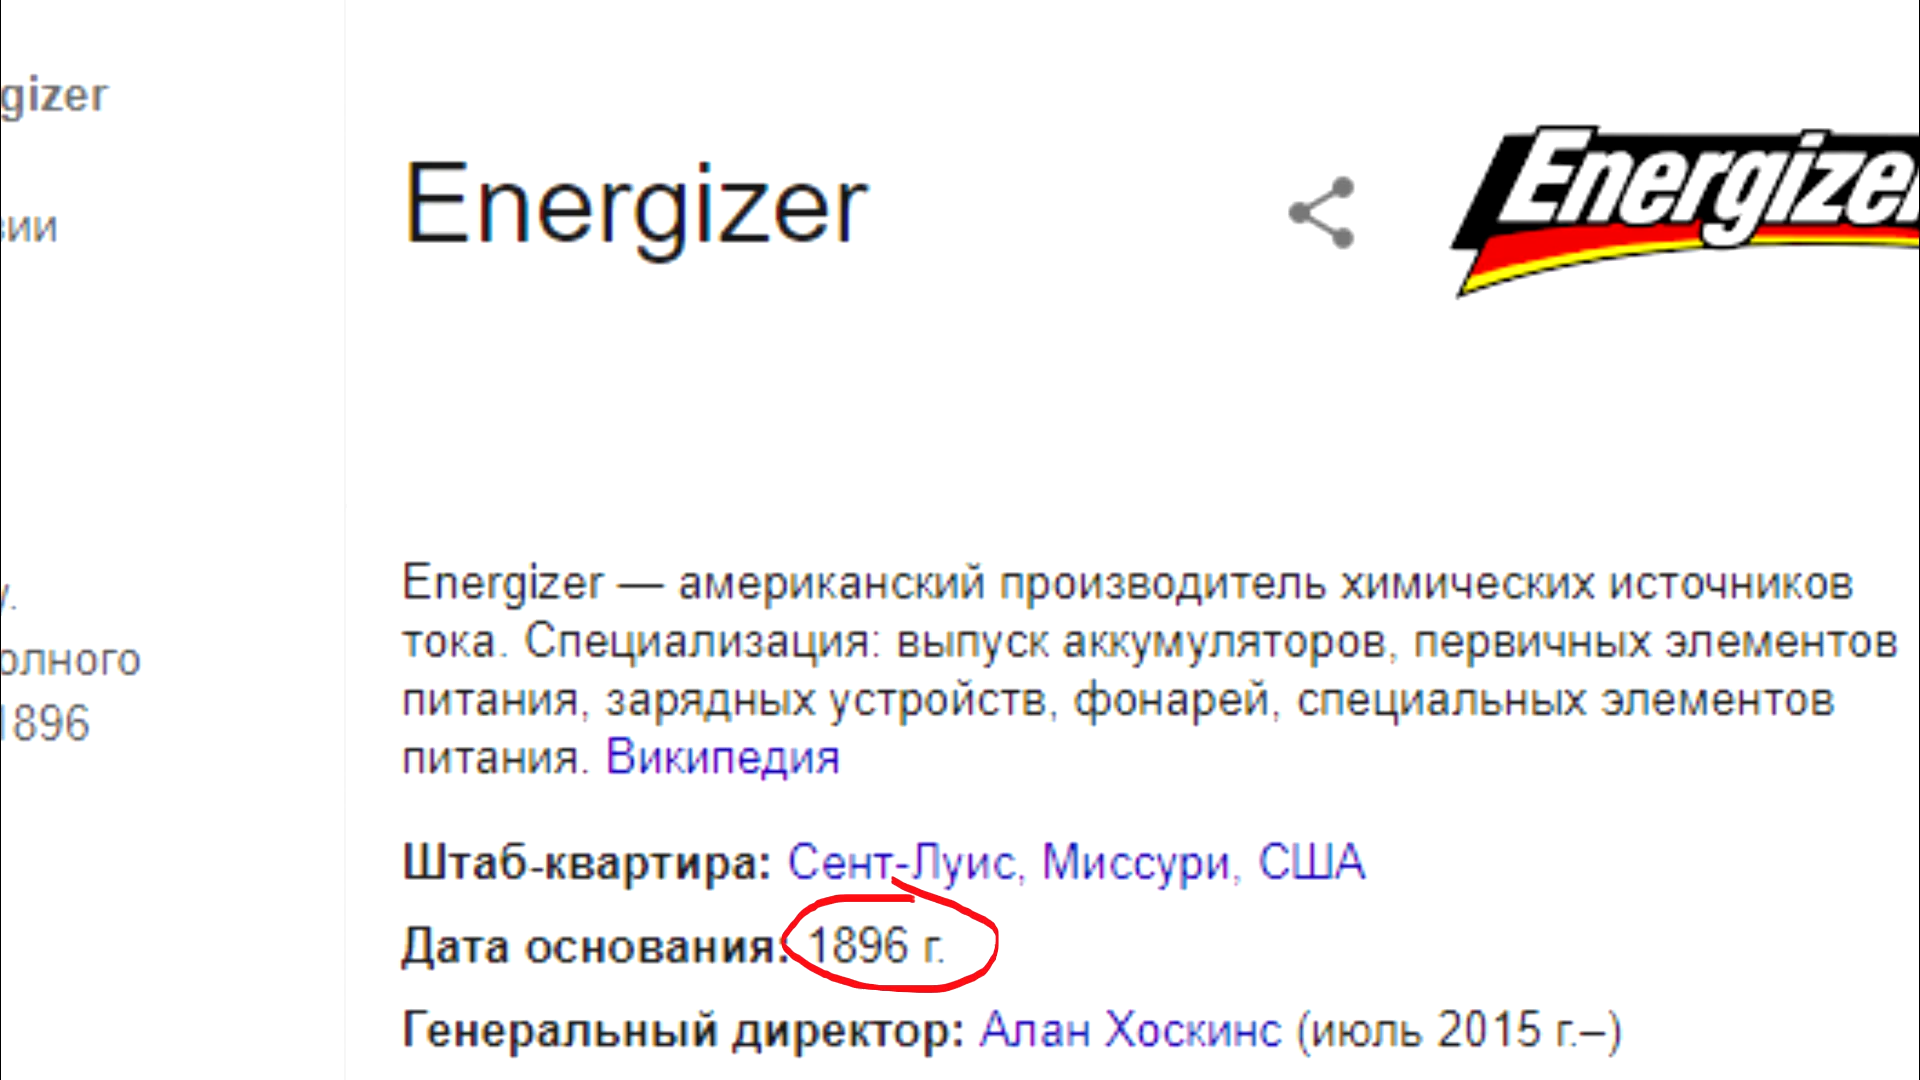 gizer
Energizer
Energizer
ии
Energizer — американский производитель химических источников
тока. Специализация: выпуск аккумуляторов, первичных элементов
питания, зарядных устройств, фонарей, специальных элементов
питания. Википедия
у.
олного
1896
Штаб-квартира: Сент-Луис, Миссури, США
Дата основания: 1896 г.
Генеральный директор: Алан Хоскинс (июль 2015 г.–)